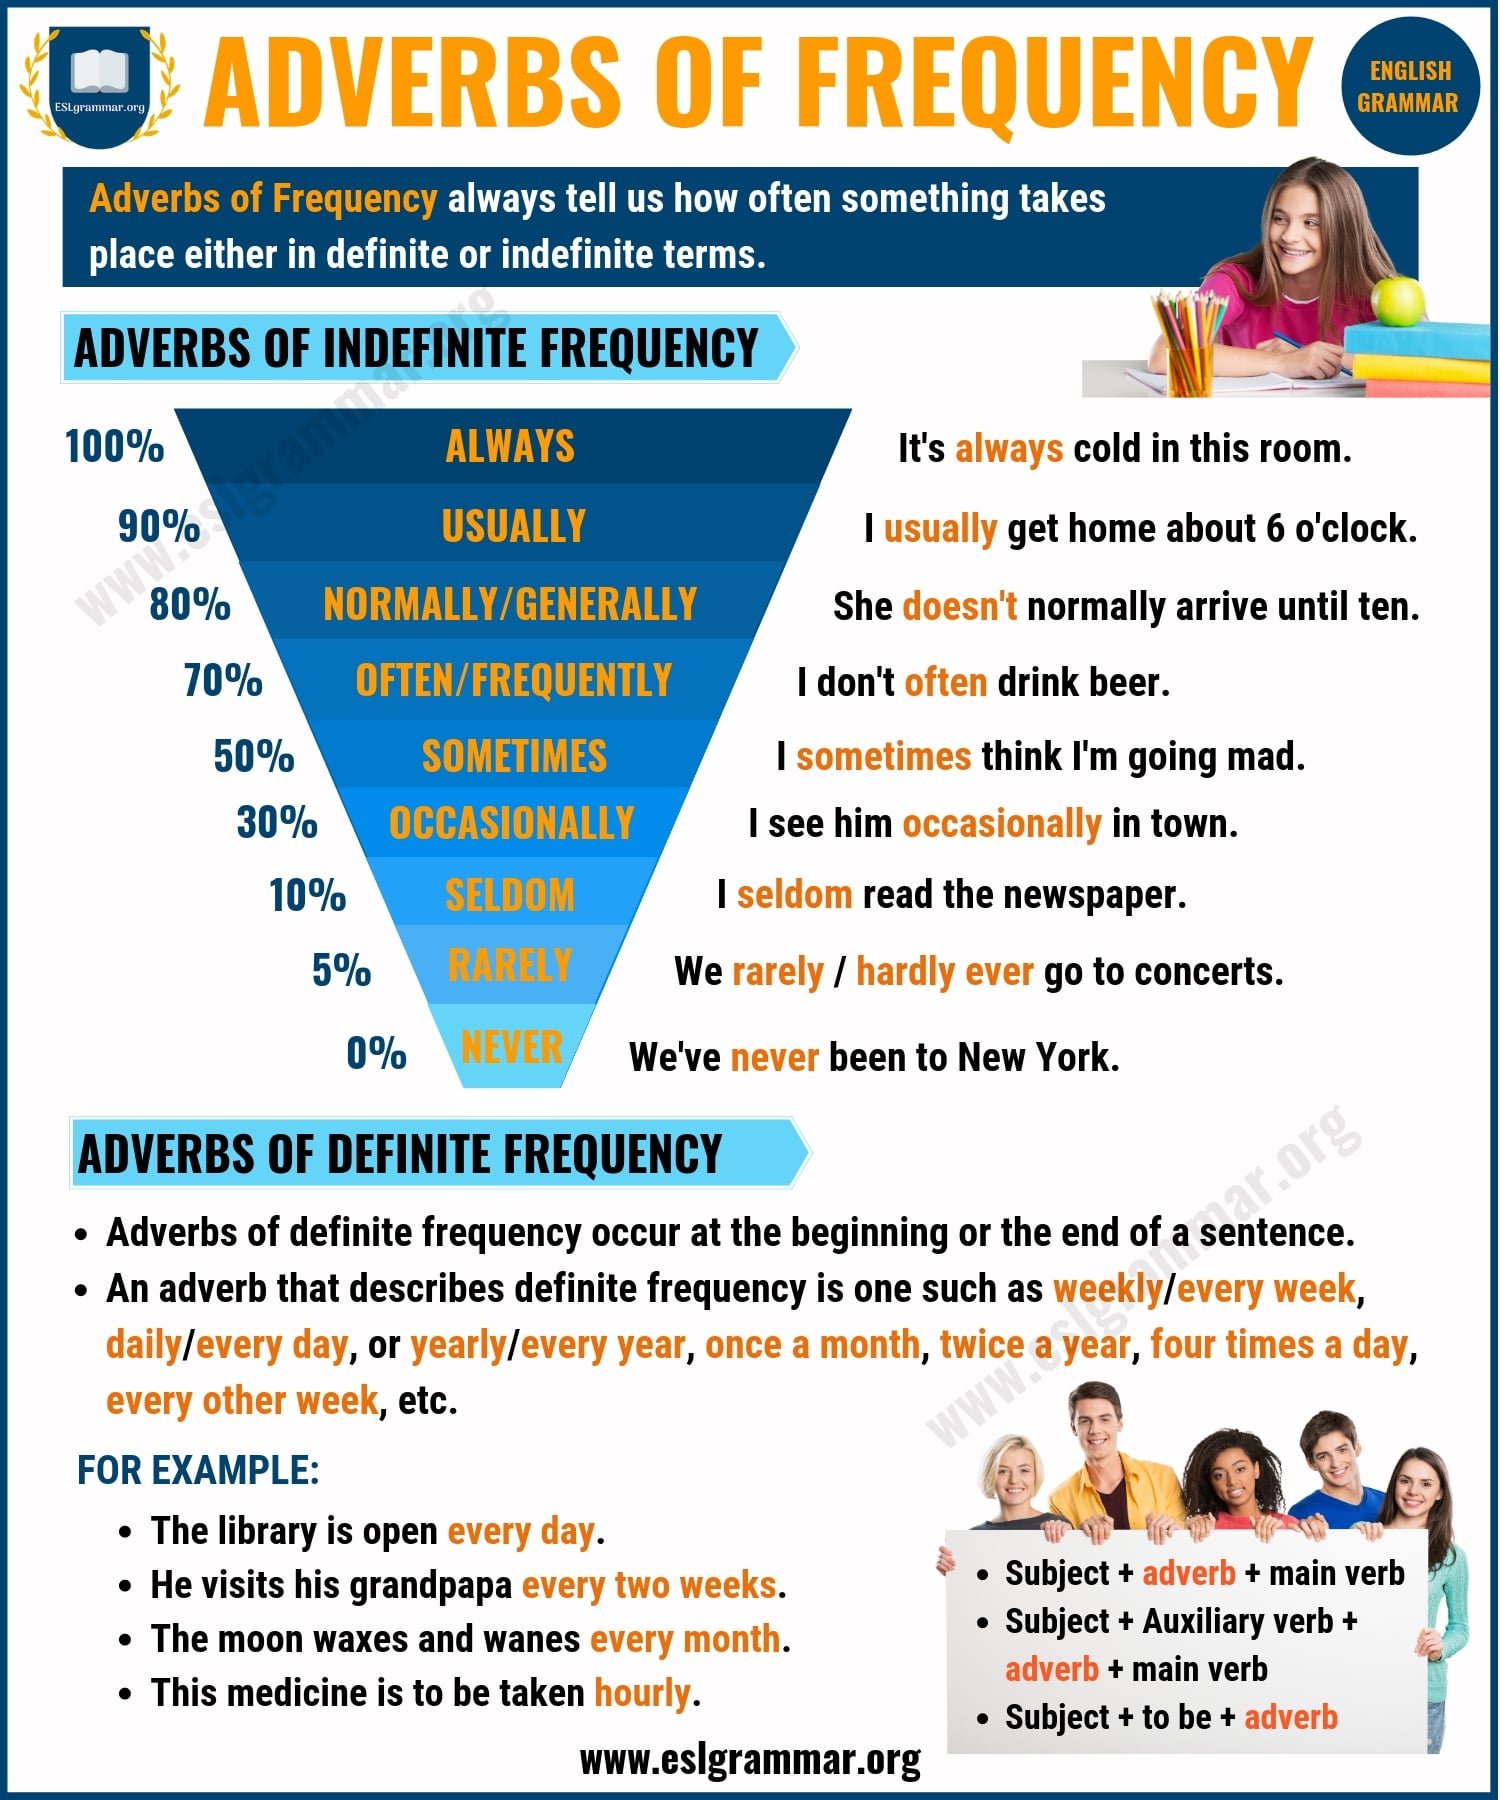 ESLgrammar.org
ADVERBS OF FREQUENCY
ENGLISH
GRAMMAR
Adverbs of Frequency always tell us how often something takes
place either in definite or indefinite terms.
ADVERBS OF INDEFINITE FREQUENCY
www.eslgrammar.org
100% ALWAYS It's always cold in this room.
90% USUALLY I usually get home about 6 o'clock.
80% NORMALLY/GENERALLY She doesn't normally arrive until ten.
70% OFTEN/FREQUENTLY I don't often drink beer.
50% SOMETIMES I sometimes think I'm going mad.
30% OCCASIONALLY I see him occasionally in town.
10% SELDOM I seldom read the newspaper.
5% RARELY We rarely / hardly ever go to concerts.
0% NEVER We've never been to New York.
ADVERBS OF DEFINITE FREQUENCY
www.eslgrammar.org
• Adverbs of definite frequency occur at the beginning or the end of a sentence.
• An adverb that describes definite frequency is one such as weekly/every week,
daily/every day, or yearly/every year, once a month, twice a year, four times a day,
every other week, etc.
FOR EXAMPLE:
• The library is open every day.
• He visits his grandpapa every two weeks.
• The moon waxes and wanes every month.
• This medicine is to be taken hourly.
• Subject + adverb + main verb
• Subject + Auxiliary verb +
adverb + main verb
• Subject + to be + adverb
www.eslgrammar.org